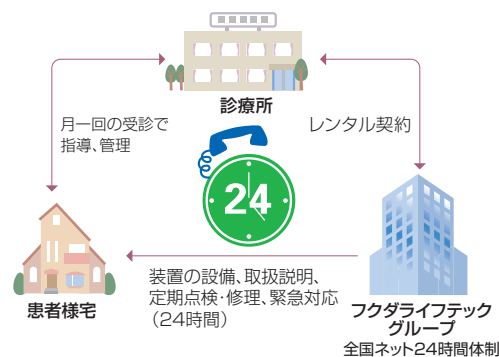 診療所
月一回の受診で
指導、管理
レンタル契約
24
装置の設備、取扱説明、
定期点検・修理、緊急対応
（24時間）
患者様宅
フクダライフテック
グループ
全国ネット24時間体制